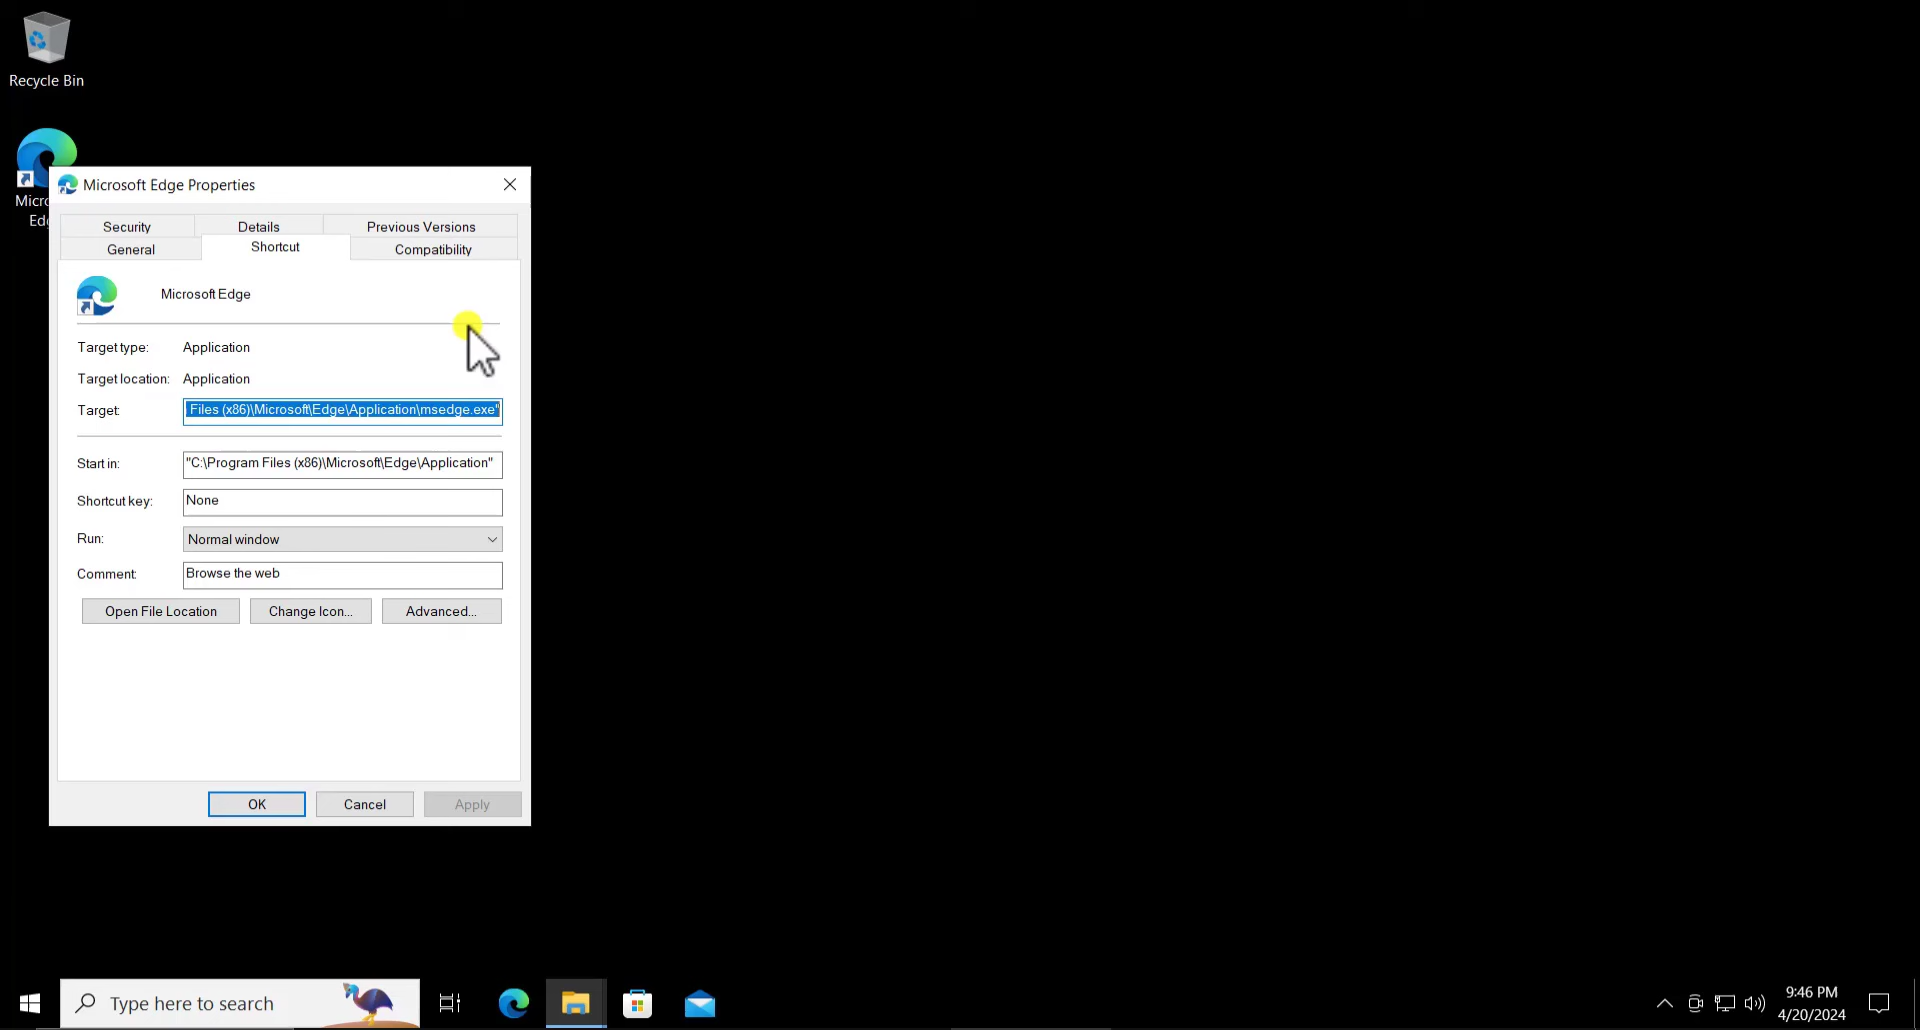 Recycle Bin
Micro
Edg
Microsoft Edge Properties
Security
Details
Previous Versions
General
Shortcut
Compatibility
Microsoft Edge
Target type:
Application
Target location:
Application
Target:
Files (x86)\Microsoft\Edge\Application\msedge.exe"
Start in:
"C:\Program Files (x86)\Microsoft\Edge\Application"
Shortcut key:
None
Run:
Normal window
Comment:
Browse the web
Open File Location
Change Icon...
Advanced...
OK
Cancel
Apply
Type here to search
9:46 PM
4/20/2024